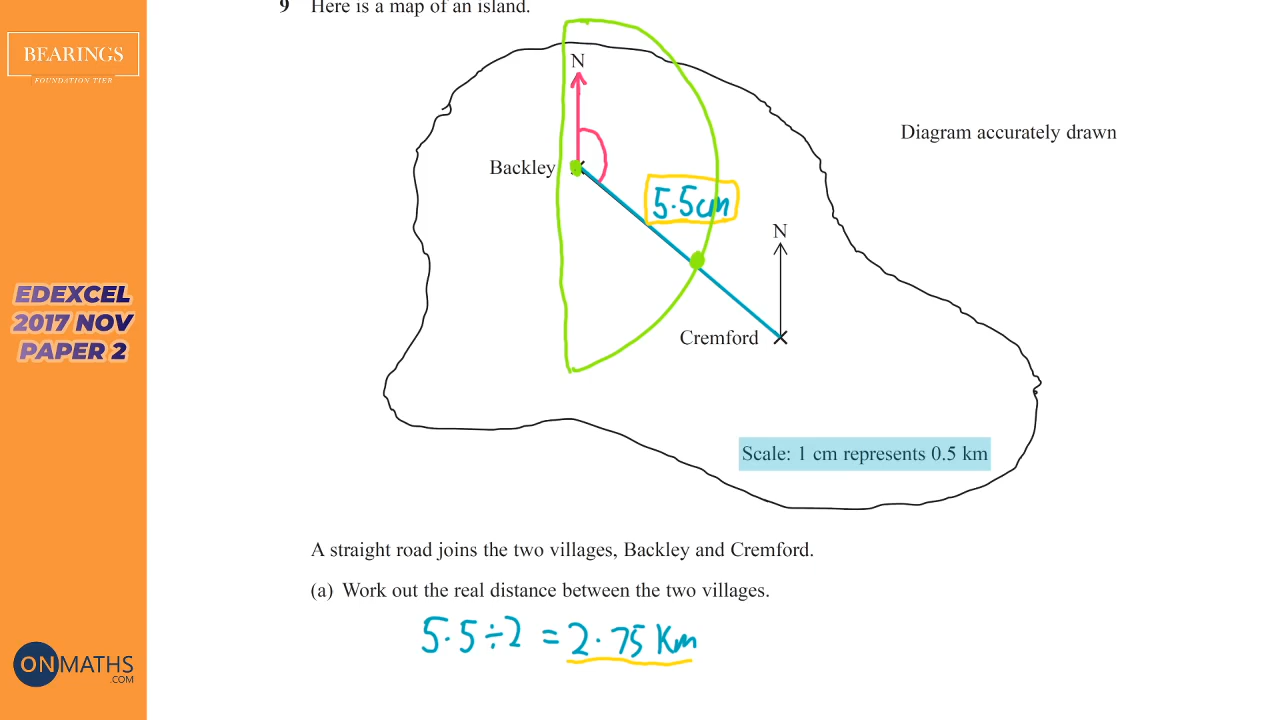 BEARINGS
FOUNDATION TIER
EDEXCEL
2017 NOV
PAPER 2
ONMATHS
.COM
9 Here is a map of an island.
N
Diagram accurately drawn
Backley
5.5cm
N
Cremford
Scale: 1 cm represents 0.5 km
A straight road joins the two villages, Backley and Cremford.
(a) Work out the real distance between the two villages.
5.5÷2 = 2.75 Km